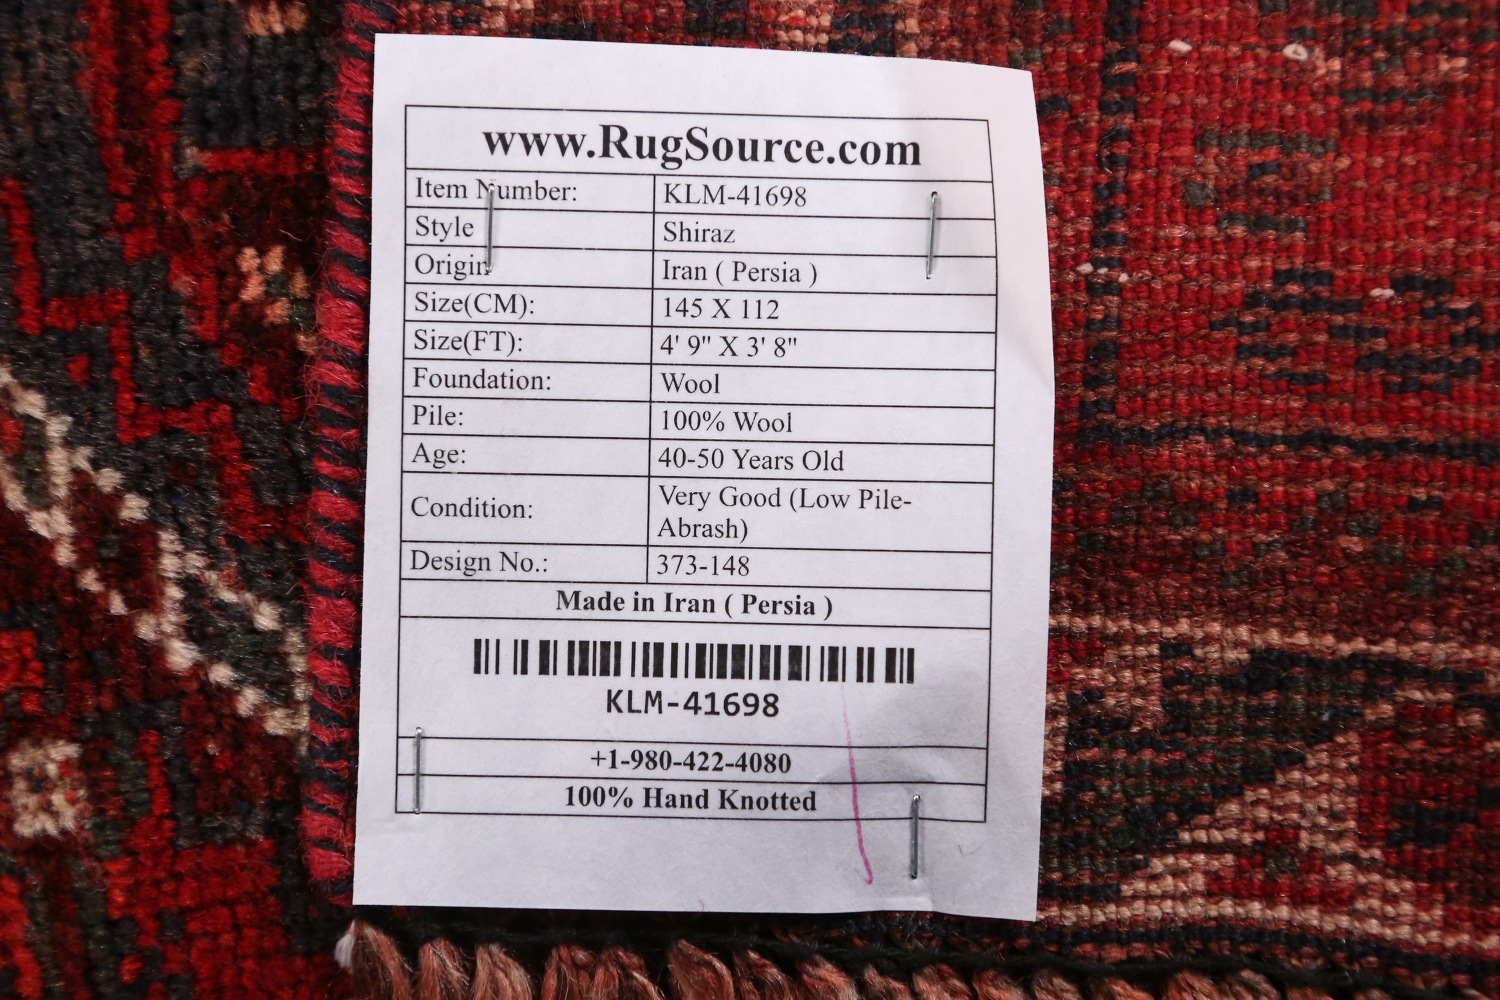 www.RugSource.com
Item Number: KLM-41698
Style Shiraz
Origin Iran ( Persia )
Size(CM): 145 X 112
Size(FT): 4' 9" X 3' 8"
Foundation: Wool
Pile: 100% Wool
Age: 40-50 Years Old
Condition: Very Good (Low Pile-
Abrash)
Design No.: 373-148
Made in Iran ( Persia )
KLM-41698
+1-980-422-4080
100% Hand Knotted